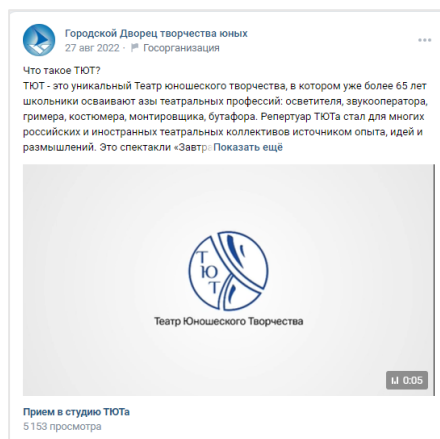 Городской Дворец творчества юных
27 авг 2022 · Госорганизация
Что такое ТЮТ?
ТЮТ - это уникальный Театр юношеского творчества, в котором уже более 65 лет
школьники осваивают азы театральных профессий: осветителя, звукооператора,
гримера, костюмера, монтировщика, бутафора. Репертуар ТЮТа стал для многих
российских и иностранных театральных коллективов источником опыта, идей и
размышлений. Это спектакли «Завтр Показать ещё
Т
Ю
Т
Театр Юношеского Творчества
0:05
Прием в студию ТЮТа
5 153 просмотра